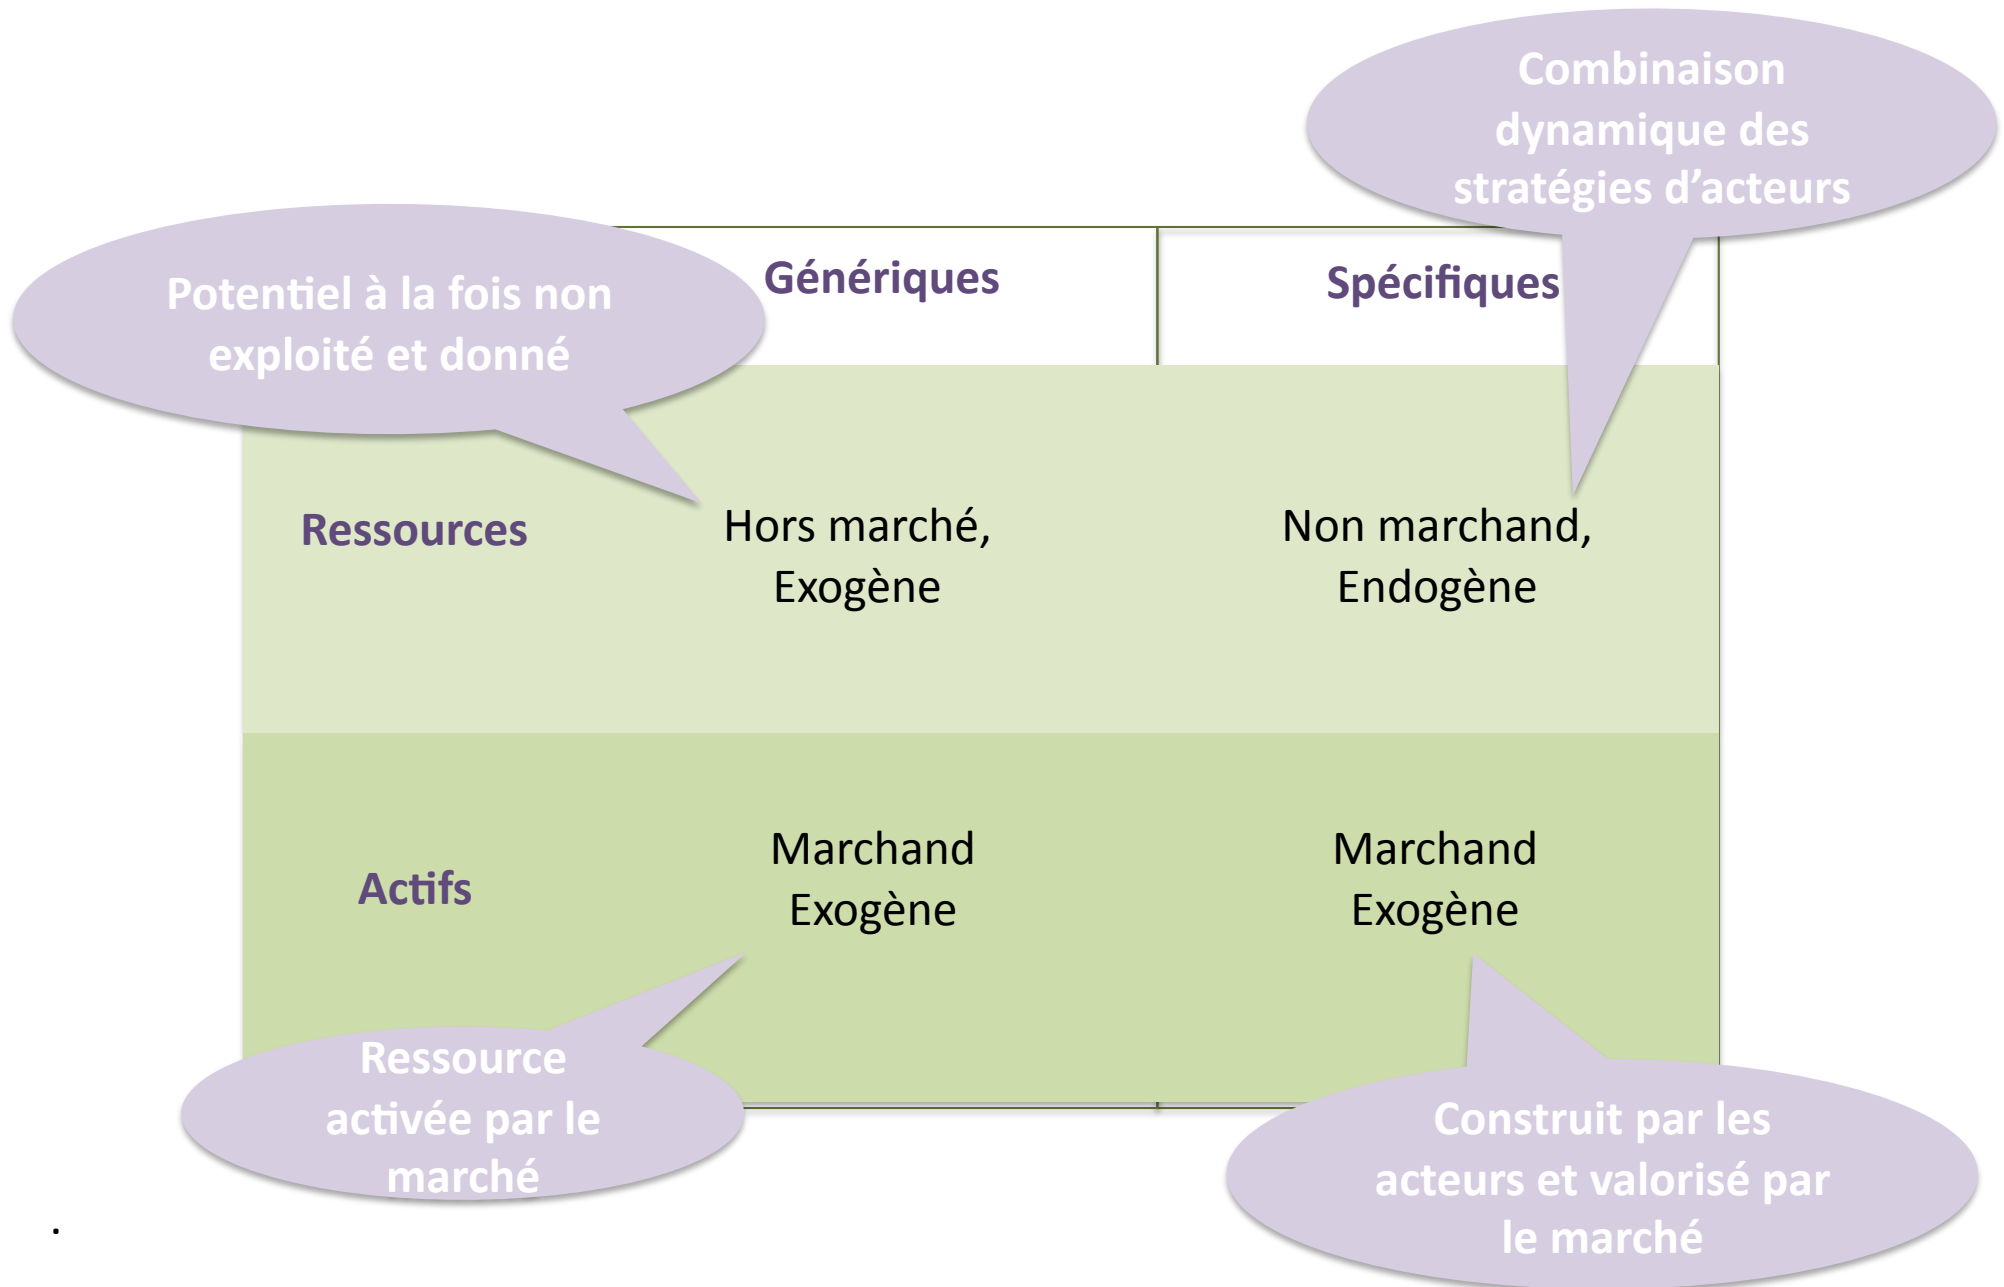 Combinaison
dynamique des
stratégies d’acteurs
Potentiel à la fois non
exploité et donné
Génériques
Spécifiques
Ressources
Hors marché,
Exogène
Non marchand,
Endogène
Actifs
Marchand
Exogène
Marchand
Exogène
Ressource
activée par le
marché
Construit par les
acteurs et valorisé par
le marché
.